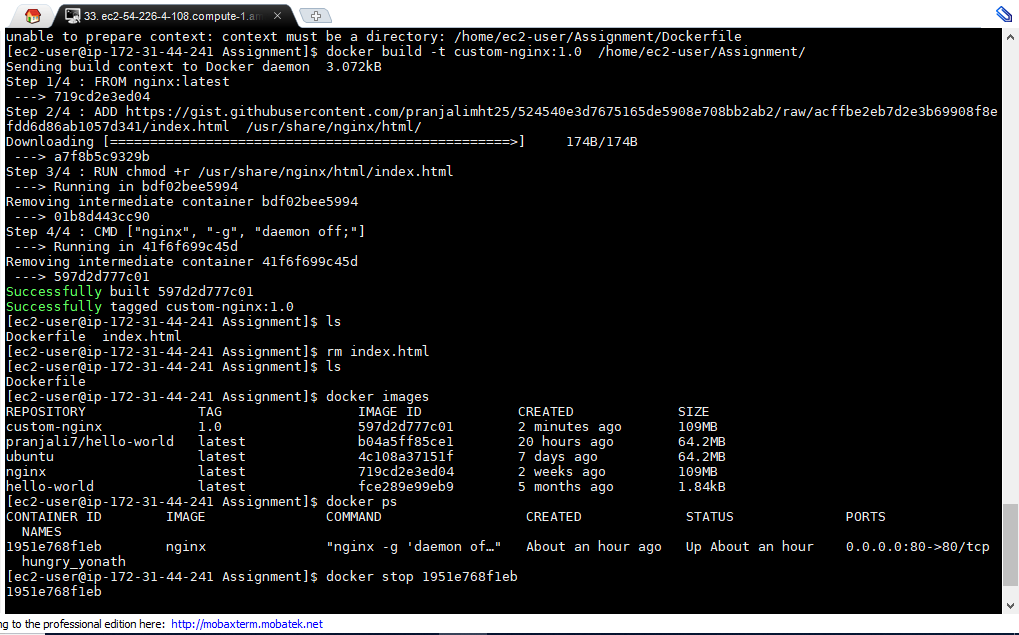 33. ec2-54-226-4-108.compute-1.am
unable to prepare context: context must be a directory: /home/ec2-user/Assignment/Dockerfile
[ec2-user@ip-172-31-44-241 Assignment]$ docker build -t custom-nginx:1.0  /home/ec2-user/Assignment/
Sending build context to Docker daemon  3.072kB
Step 1/4 : FROM nginx:latest
 ---> 719cd2e3ed04
Step 2/4 : ADD https://gist.githubusercontent.com/pranjalimht25/524540e3d7675165de5908e708bb2ab2/raw/acffbe2eb7d2e3b69908f8e
fdd6d86ab1057d341/index.html  /usr/share/nginx/html/
Downloading [==================================================>]     174B/174B
 ---> a7f8b5c9329b
Step 3/4 : RUN chmod +r /usr/share/nginx/html/index.html
 ---> Running in bdf02bee5994
Removing intermediate container bdf02bee5994
 ---> 01b8d443cc90
Step 4/4 : CMD ["nginx", "-g", "daemon off;"]
 ---> Running in 41f6f699c45d
Removing intermediate container 41f6f699c45d
 ---> 597d2d777c01
Successfully built 597d2d777c01
Successfully tagged custom-nginx:1.0
[ec2-user@ip-172-31-44-241 Assignment]$ ls
Dockerfile  index.html
[ec2-user@ip-172-31-44-241 Assignment]$ rm index.html
[ec2-user@ip-172-31-44-241 Assignment]$ ls
Dockerfile
[ec2-user@ip-172-31-44-241 Assignment]$ docker images
REPOSITORY              TAG                 IMAGE ID            CREATED             SIZE
custom-nginx            1.0                 597d2d777c01        2 minutes ago       109MB
pranjali7/hello-world   latest              b04a5ff85ce1        20 hours ago        64.2MB
ubuntu                  latest              4c108a37151f        7 days ago          64.2MB
nginx                   latest              719cd2e3ed04        2 weeks ago         109MB
hello-world             latest              fce289e99eb9        5 months ago        1.84kB
[ec2-user@ip-172-31-44-241 Assignment]$ docker ps
CONTAINER ID        IMAGE               COMMAND                  CREATED             STATUS              PORTS
  NAMES
1951e768f1eb        nginx               "nginx -g 'daemon of…"   About an hour ago   Up About an hour    0.0.0.0:80->80/tcp
  hungry_yonath
[ec2-user@ip-172-31-44-241 Assignment]$ docker stop 1951e768f1eb
1951e768f1eb
ng to the professional edition here:  http://mobaxterm.mobatek.net